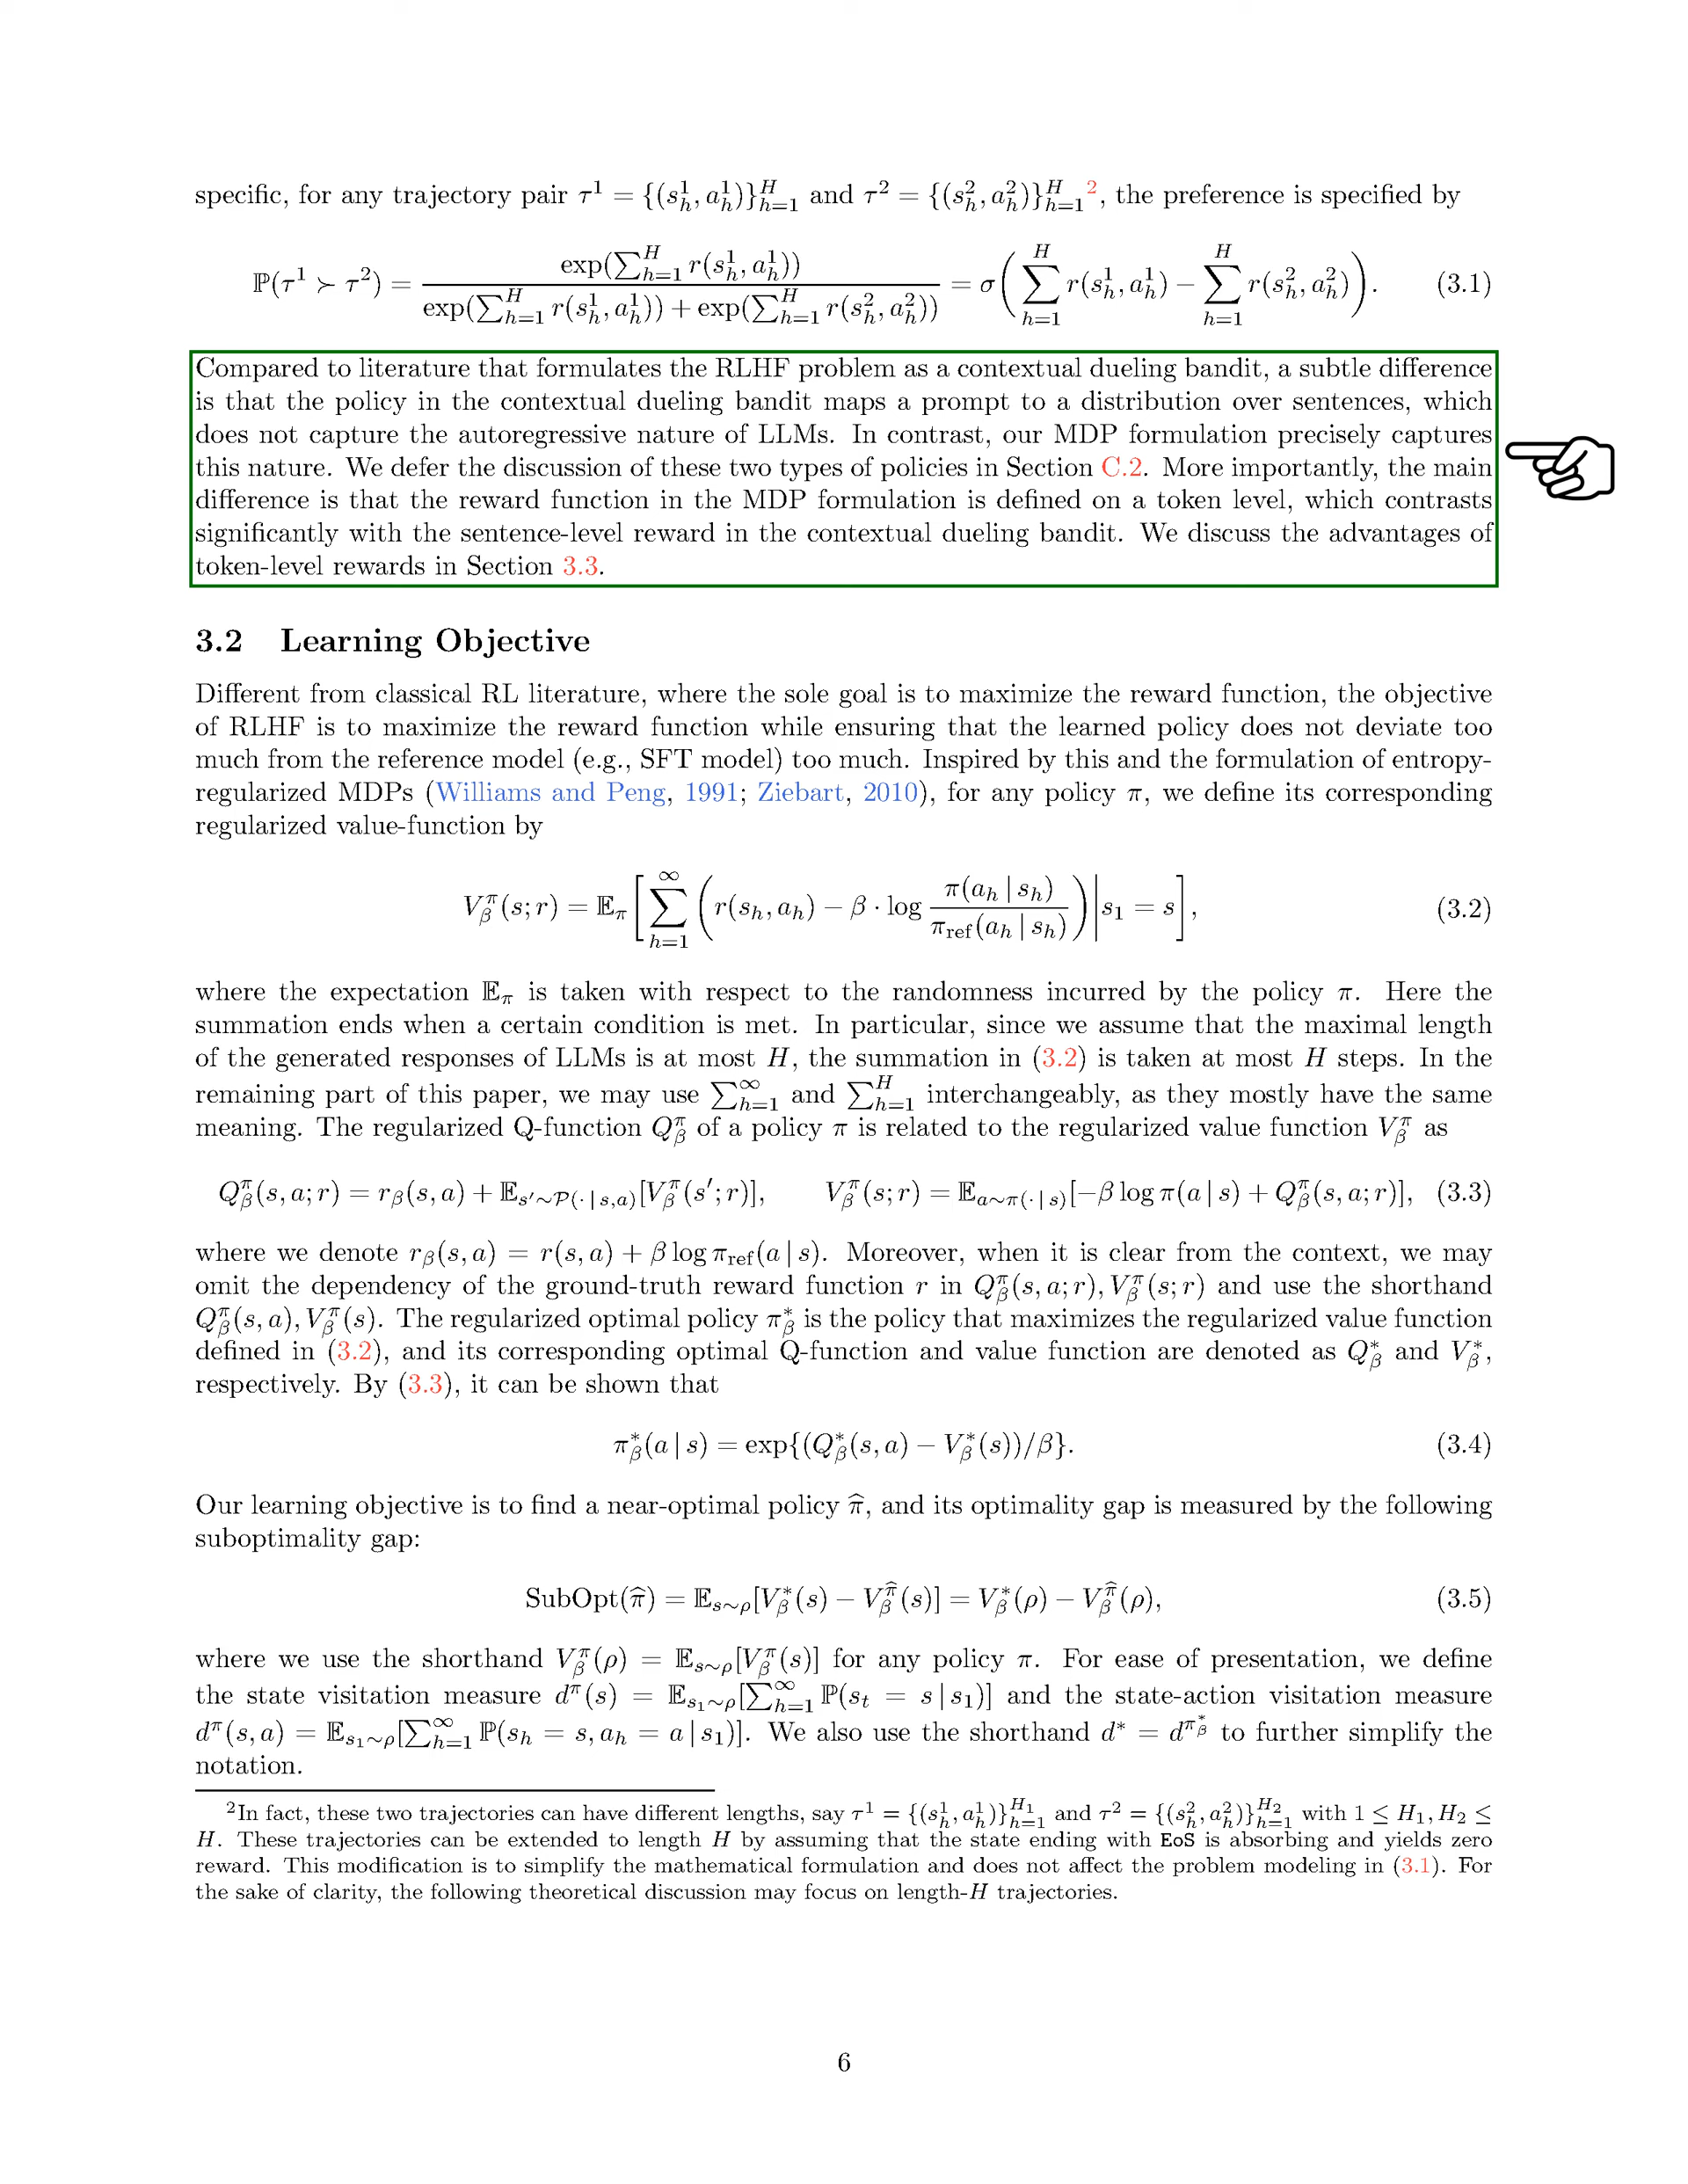 specific, for any trajectory pair τ¹ = {(s¹ₕ, a¹ₕ)}ᴴₕ₌₁ and τ² = {(s²ₕ, a²ₕ)}ᴴₕ₌₁², the preference is specified by
ℙ(τ¹ ≻ τ²) = exp(∑ᴴₕ₌₁ r(s¹ₕ, a¹ₕ)) / (exp(∑ᴴₕ₌₁ r(s¹ₕ, a¹ₕ)) + exp(∑ᴴₕ₌₁ r(s²ₕ, a²ₕ))) = σ(∑ᴴₕ₌₁ r(s¹ₕ, a¹ₕ) − ∑ᴴₕ₌₁ r(s²ₕ, a²ₕ)). (3.1)
Compared to literature that formulates the RLHF problem as a contextual dueling bandit, a subtle difference
is that the policy in the contextual dueling bandit maps a prompt to a distribution over sentences, which
does not capture the autoregressive nature of LLMs. In contrast, our MDP formulation precisely captures
this nature. We defer the discussion of these two types of policies in Section C.2. More importantly, the main
difference is that the reward function in the MDP formulation is defined on a token level, which contrasts
significantly with the sentence-level reward in the contextual dueling bandit. We discuss the advantages of
token-level rewards in Section 3.3.
3.2 Learning Objective
Different from classical RL literature, where the sole goal is to maximize the reward function, the objective
of RLHF is to maximize the reward function while ensuring that the learned policy does not deviate too
much from the reference model (e.g., SFT model) too much. Inspired by this and the formulation of entropy-
regularized MDPs (Williams and Peng, 1991; Ziebart, 2010), for any policy π, we define its corresponding
regularized value-function by
V_β^π(s; r) = 𝔼_π[∑_{h=1}^∞ (r(sₕ, aₕ) − β · log π(aₕ | sₕ) / π_ref(aₕ | sₕ)) | s₁ = s], (3.2)
where the expectation 𝔼_π is taken with respect to the randomness incurred by the policy π. Here the
summation ends when a certain condition is met. In particular, since we assume that the maximal length
of the generated responses of LLMs is at most H, the summation in (3.2) is taken at most H steps. In the
remaining part of this paper, we may use ∑_{h=1}^∞ and ∑_{h=1}^H interchangeably, as they mostly have the same
meaning. The regularized Q-function Q_β^π of a policy π is related to the regularized value function V_β^π as
Q_β^π(s, a; r) = r_β(s, a) + 𝔼_{s′∼𝒫(· | s,a)}[V_β^π(s′; r)], V_β^π(s; r) = 𝔼_{a∼π(· | s)}[−β log π(a | s) + Q_β^π(s, a; r)], (3.3)
where we denote r_β(s, a) = r(s, a) + β log π_ref(a | s). Moreover, when it is clear from the context, we may
omit the dependency of the ground-truth reward function r in Q_β^π(s, a; r), V_β^π(s; r) and use the shorthand
Q_β^π(s, a), V_β^π(s). The regularized optimal policy π_β^* is the policy that maximizes the regularized value function
defined in (3.2), and its corresponding optimal Q-function and value function are denoted as Q_β^* and V_β^*,
respectively. By (3.3), it can be shown that
π_β^*(a | s) = exp{(Q_β^*(s, a) − V_β^*(s))/β}. (3.4)
Our learning objective is to find a near-optimal policy π̂, and its optimality gap is measured by the following
suboptimality gap:
SubOpt(π̂) = 𝔼_{s∼ρ}[V_β^*(s) − V_β^π̂(s)] = V_β^*(ρ) − V_β^π̂(ρ), (3.5)
where we use the shorthand V_β^π(ρ) = 𝔼_{s∼ρ}[V_β^π(s)] for any policy π. For ease of presentation, we define
the state visitation measure d^π(s) = 𝔼_{s₁∼ρ}[∑_{h=1}^∞ ℙ(s_t = s | s₁)] and the state-action visitation measure
d^π(s, a) = 𝔼_{s₁∼ρ}[∑_{h=1}^∞ ℙ(sₕ = s, aₕ = a | s₁)]. We also use the shorthand d^* = d^{π_β^*} to further simplify the
notation.
²In fact, these two trajectories can have different lengths, say τ¹ = {(s¹ₕ, a¹ₕ)}_{h=1}^{H₁} and τ² = {(s²ₕ, a²ₕ)}_{h=1}^{H₂} with 1 ≤ H₁, H₂ ≤
H. These trajectories can be extended to length H by assuming that the state ending with EoS is absorbing and yields zero
reward. This modification is to simplify the mathematical formulation and does not affect the problem modeling in (3.1). For
the sake of clarity, the following theoretical discussion may focus on length-H trajectories.
6